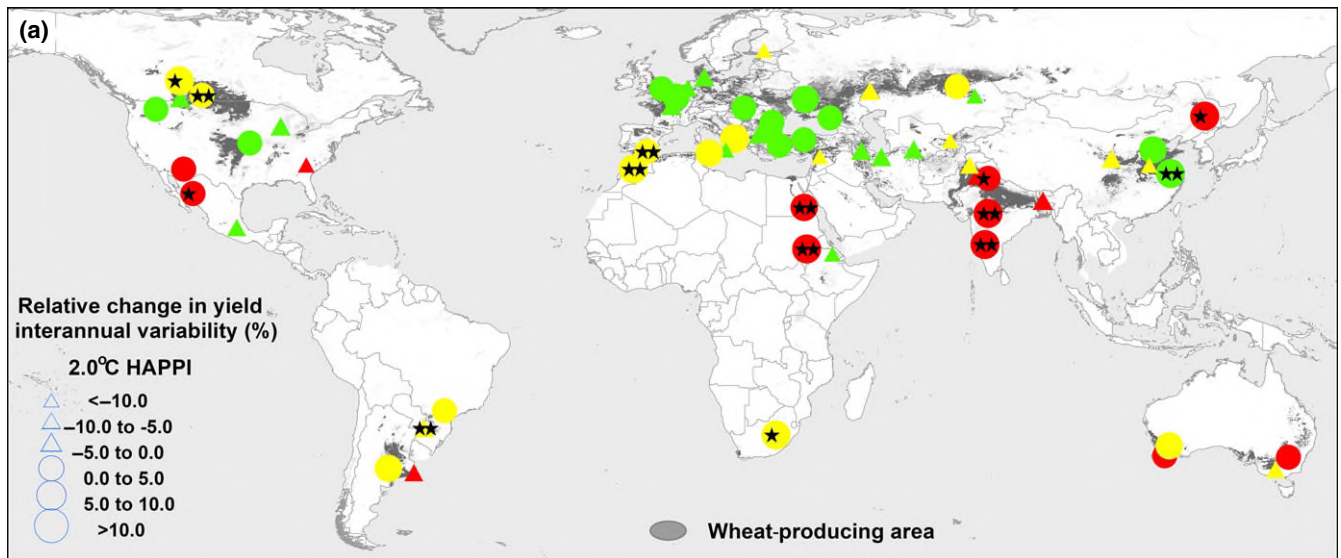 (a)
Relative change in yield
interannual variability (%)
2.0°C HAPPI
<–10.0
–10.0 to -5.0
–5.0 to 0.0
0.0 to 5.0
5.0 to 10.0
>10.0
Wheat-producing area